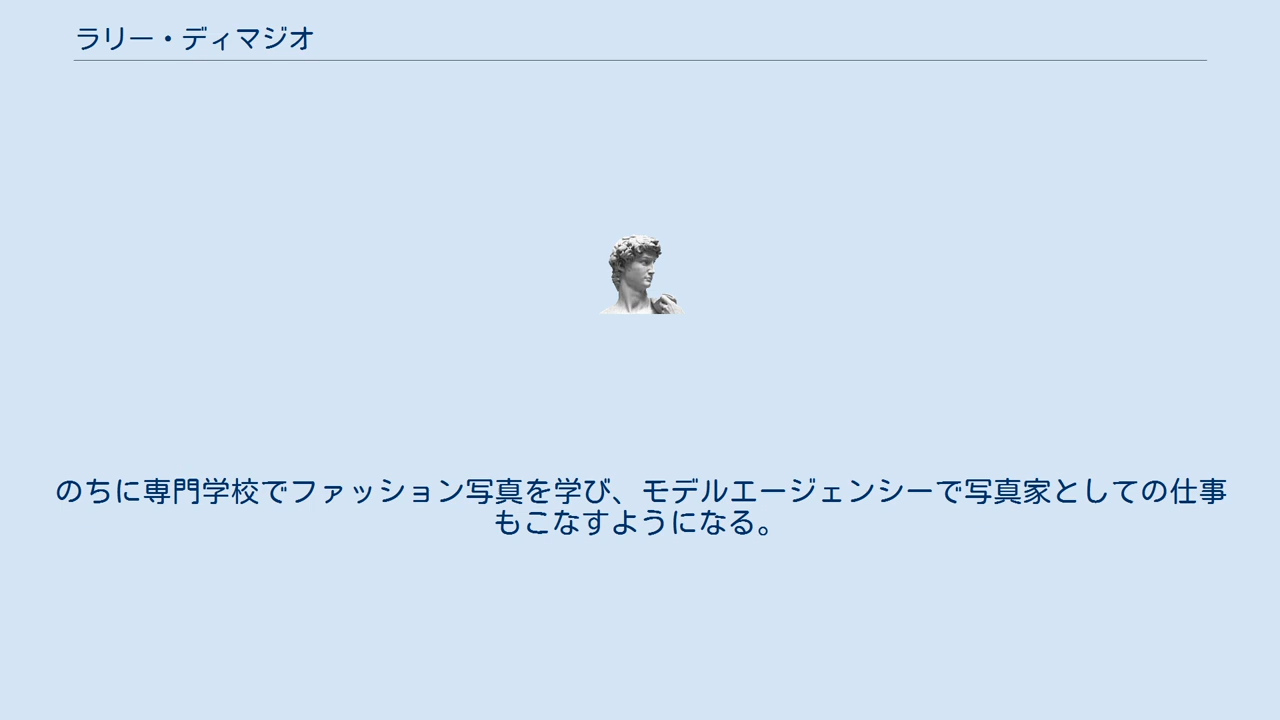 ラリー・ディマジオ
のちに専門学校でファッション写真を学び、モデルエージェンシーで写真家としての仕事
もこなすようになる。